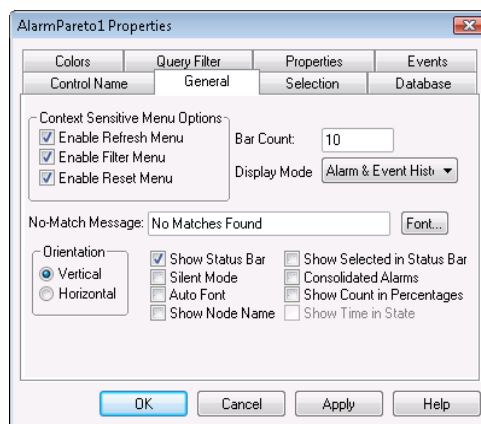 AlarmPareto1 Properties
Colors Query Filter Properties Events
Control Name General Selection Database
Context Sensitive Menu Options
Enable Refresh Menu
Enable Filter Menu
Enable Reset Menu
Bar Count: 10
Display Mode Alarm & Event Hist
No-Match Message: No Matches Found Font...
Orientation
Vertical
Horizontal
Show Status Bar
Silent Mode
Auto Font
Show Node Name
Show Selected in Status Bar
Consolidated Alarms
Show Count in Percentages
Show Time in State
OK Cancel Apply Help